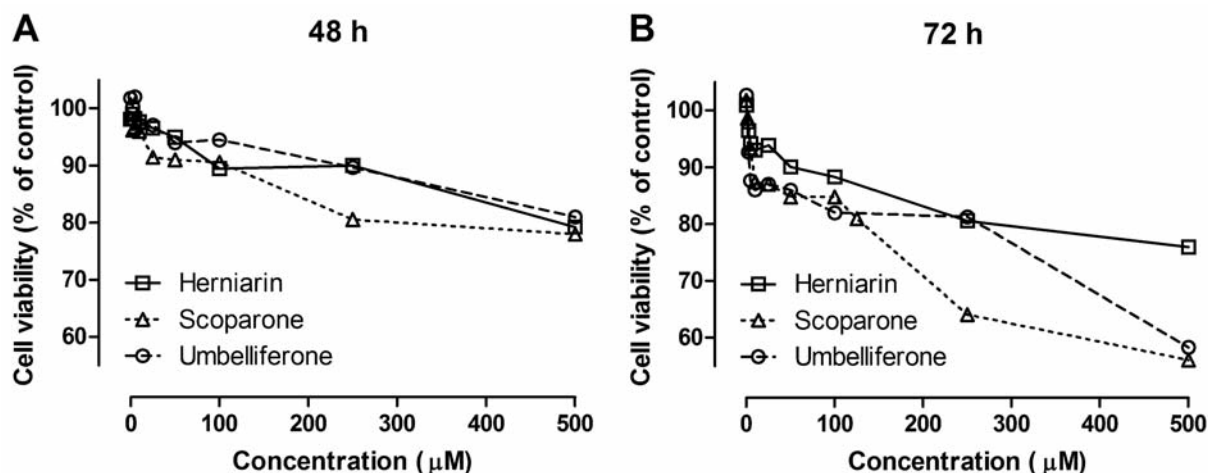 A
48 h
Cell viability (% of control)
100
90
80
70
60
Herniarin
Scoparone
Umbelliferone
0 100 200 300 400 500
Concentration (μM)
B
72 h
Cell viability (% of control)
100
90
80
70
60
Herniarin
Scoparone
Umbelliferone
0 100 200 300 400 500
Concentration (μM)